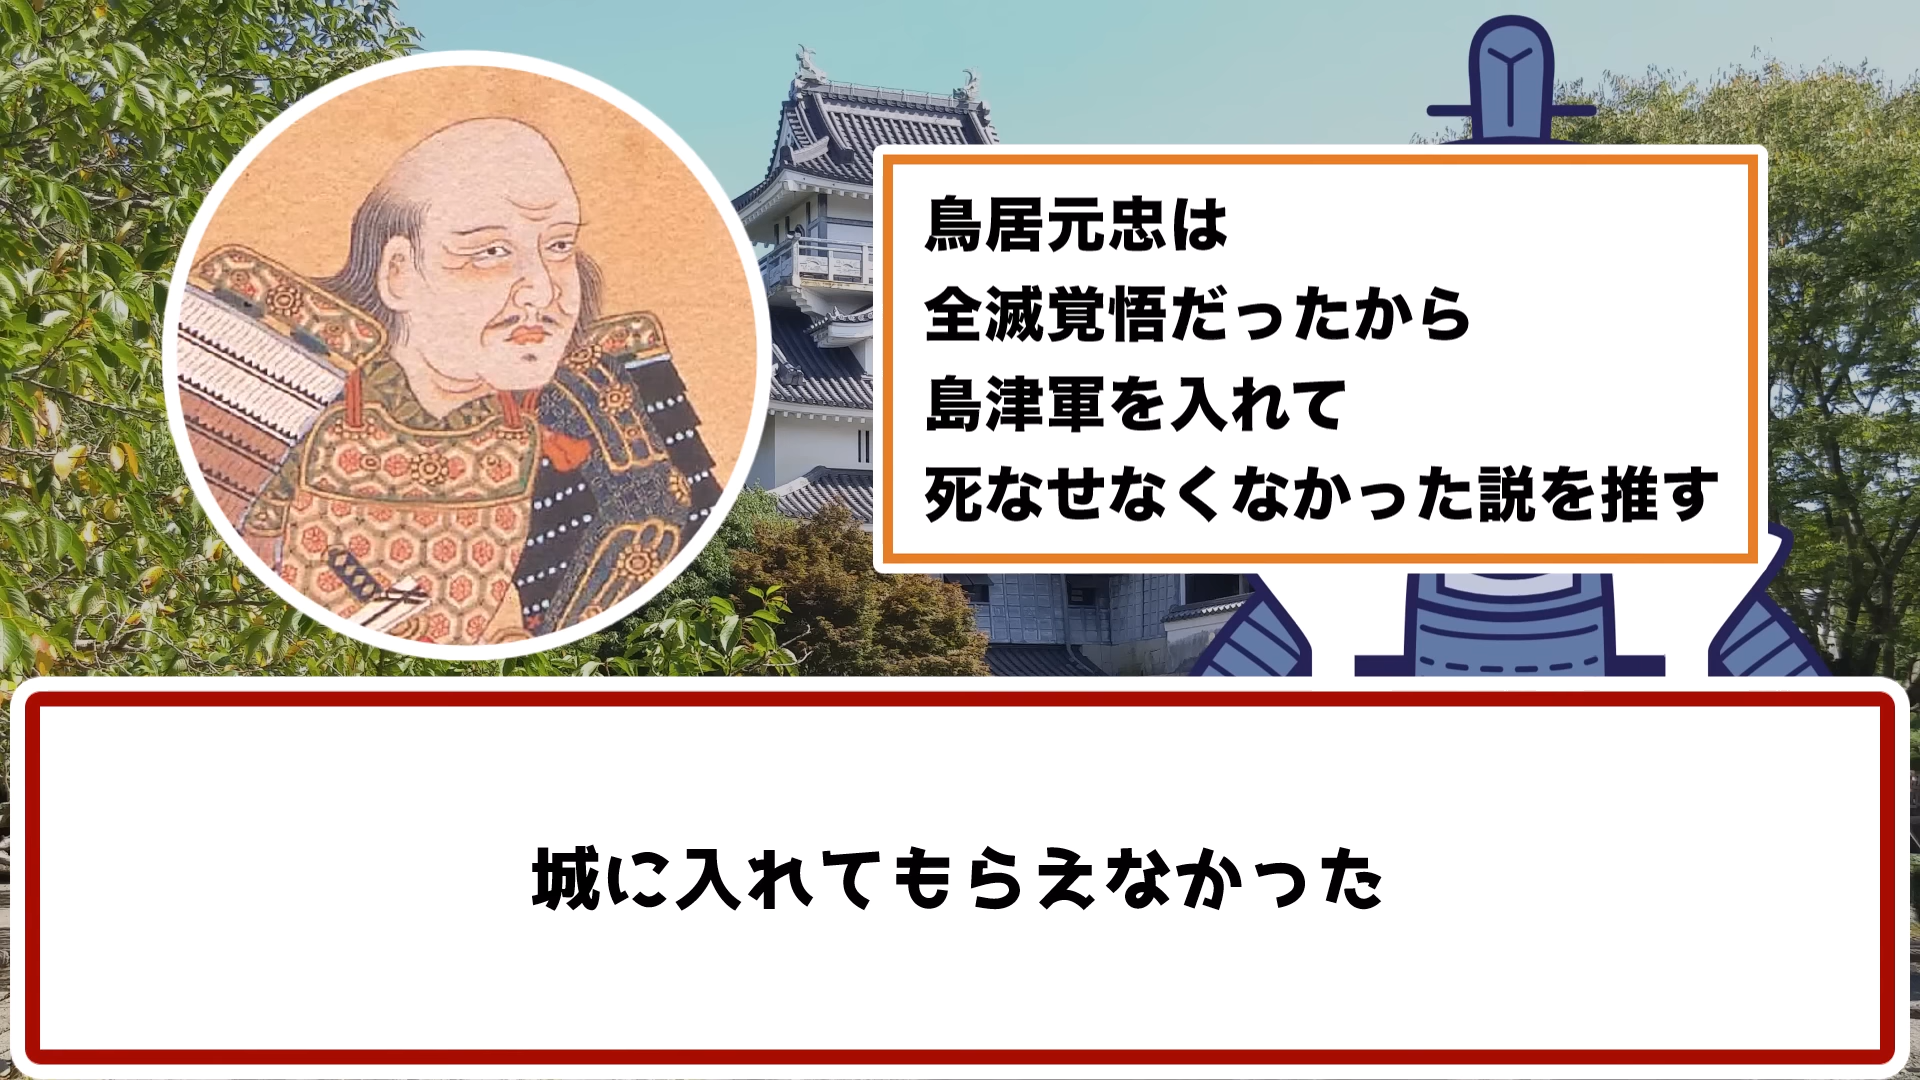 鳥居元忠は
全滅覚悟だったから
島津軍を入れて
死なせなくなかった説を推す
城に入れてもらえなかった